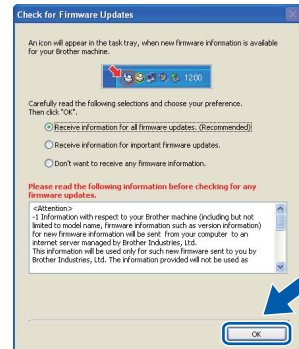 Check for Firmware Updates
An icon will appear in the task tray, when new firmware information is available
for your Brother machine.
12:00
Carefully read the following selections and choose your preference.
Then click "OK".
Receive information for all firmware updates. (Recommended)
Receive information for important firmware updates.
Don't want to receive any firmware information.
Please read the following information before checking for any
firmware updates.
<Attention>
-1 Information with respect to your Brother machine (including but not
limited to model name, firmware information such as version information)
for new firmware information will be sent from your computer to an
internet server managed by Brother Industries, Ltd.
This information will be used only for such new firmware sent to you by
Brother Industries, Ltd. The information provided will not be used as
OK